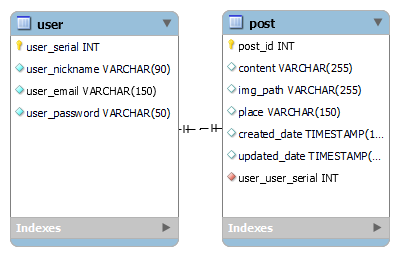 user
user_serial INT
user_nickname VARCHAR(90)
user_email VARCHAR(150)
user_password VARCHAR(50)
Indexes
post
post_id INT
content VARCHAR(255)
img_path VARCHAR(255)
place VARCHAR(150)
created_date TIMESTAMP(1...
updated_date TIMESTAMP(...
user_user_serial INT
Indexes